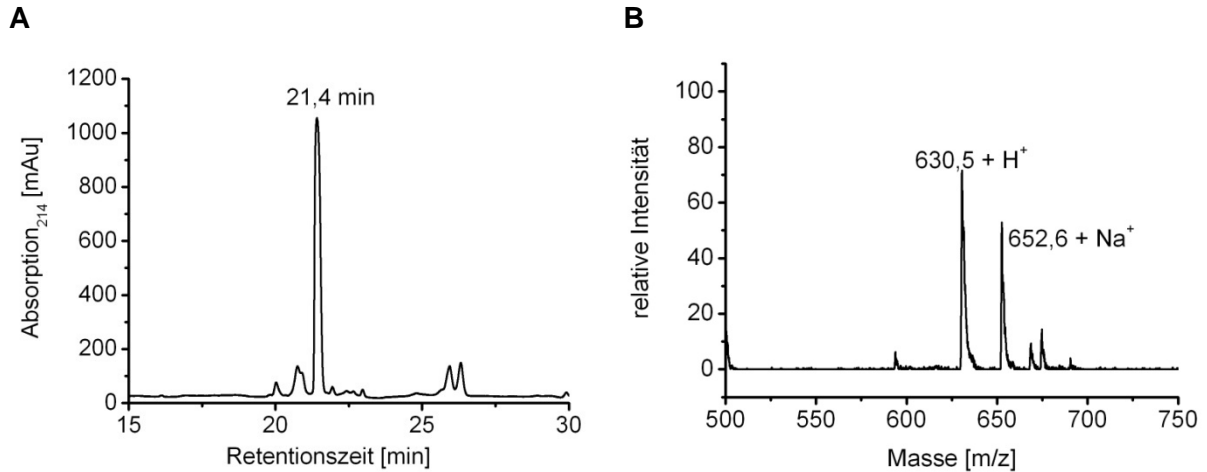 A
1200
1000
800
600
400
200
0
15
20
25
30
Absorption₂₁₄ [mAu]
Retentionszeit [min]
21,4 min
B
100
80
60
40
20
0
500
550
600
650
700
750
relative Intensität
Masse [m/z]
630,5 + H⁺
652,6 + Na⁺